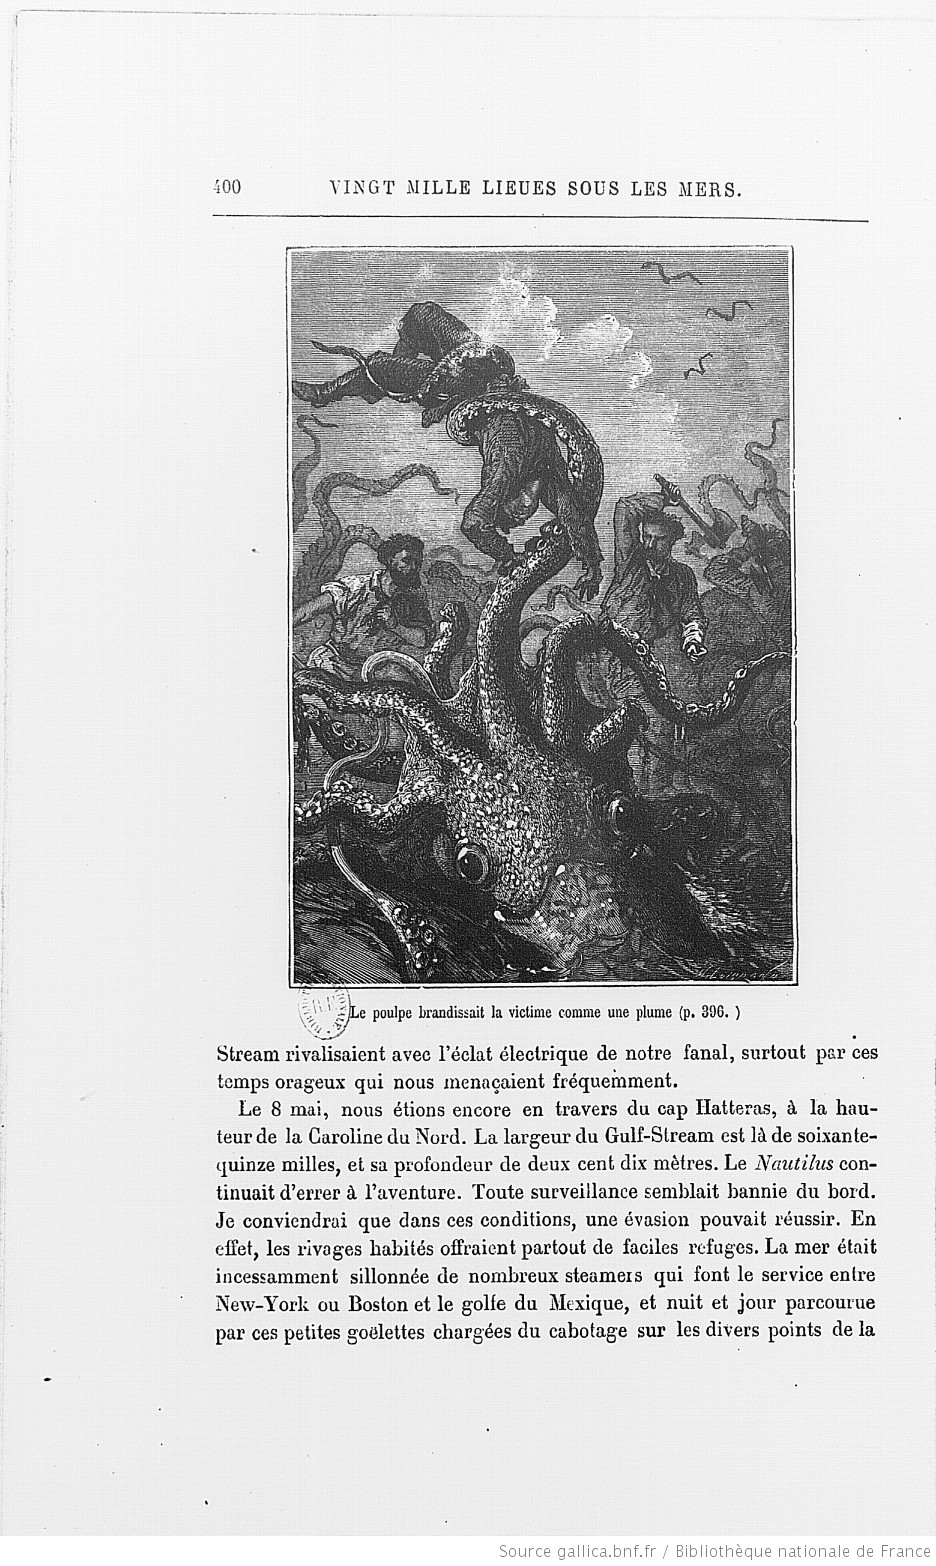 400
VINGT MILLE LIEUES SOUS LES MERS.
Le poulpe brandissait la victime comme une plume (p. 396. )
Stream rivalisaient avec l'éclat électrique de notre fanal, surtout par ces
temps orageux qui nous menaçaient fréquemment.
Le 8 mai, nous étions encore en travers du cap Hatteras, à la hau-
teur de la Caroline du Nord. La largeur du Gulf-Stream est là de soixante-
quinze milles, et sa profondeur de deux cent dix mètres. Le Nautilus con-
tinuait d'errer à l'aventure. Toute surveillance semblait bannie du bord.
Je conviendrai que dans ces conditions, une évasion pouvait réussir. En
effet, les rivages habités offraient partout de faciles refuges. La mer était
incessamment sillonnée de nombreux steamers qui font le service entre
New-York ou Boston et le golfe du Mexique, et nuit et jour parcourue
par ces petites goëlettes chargées du cabotage sur les divers points de la
Source gallica.bnf.fr / Bibliothèque nationale de France